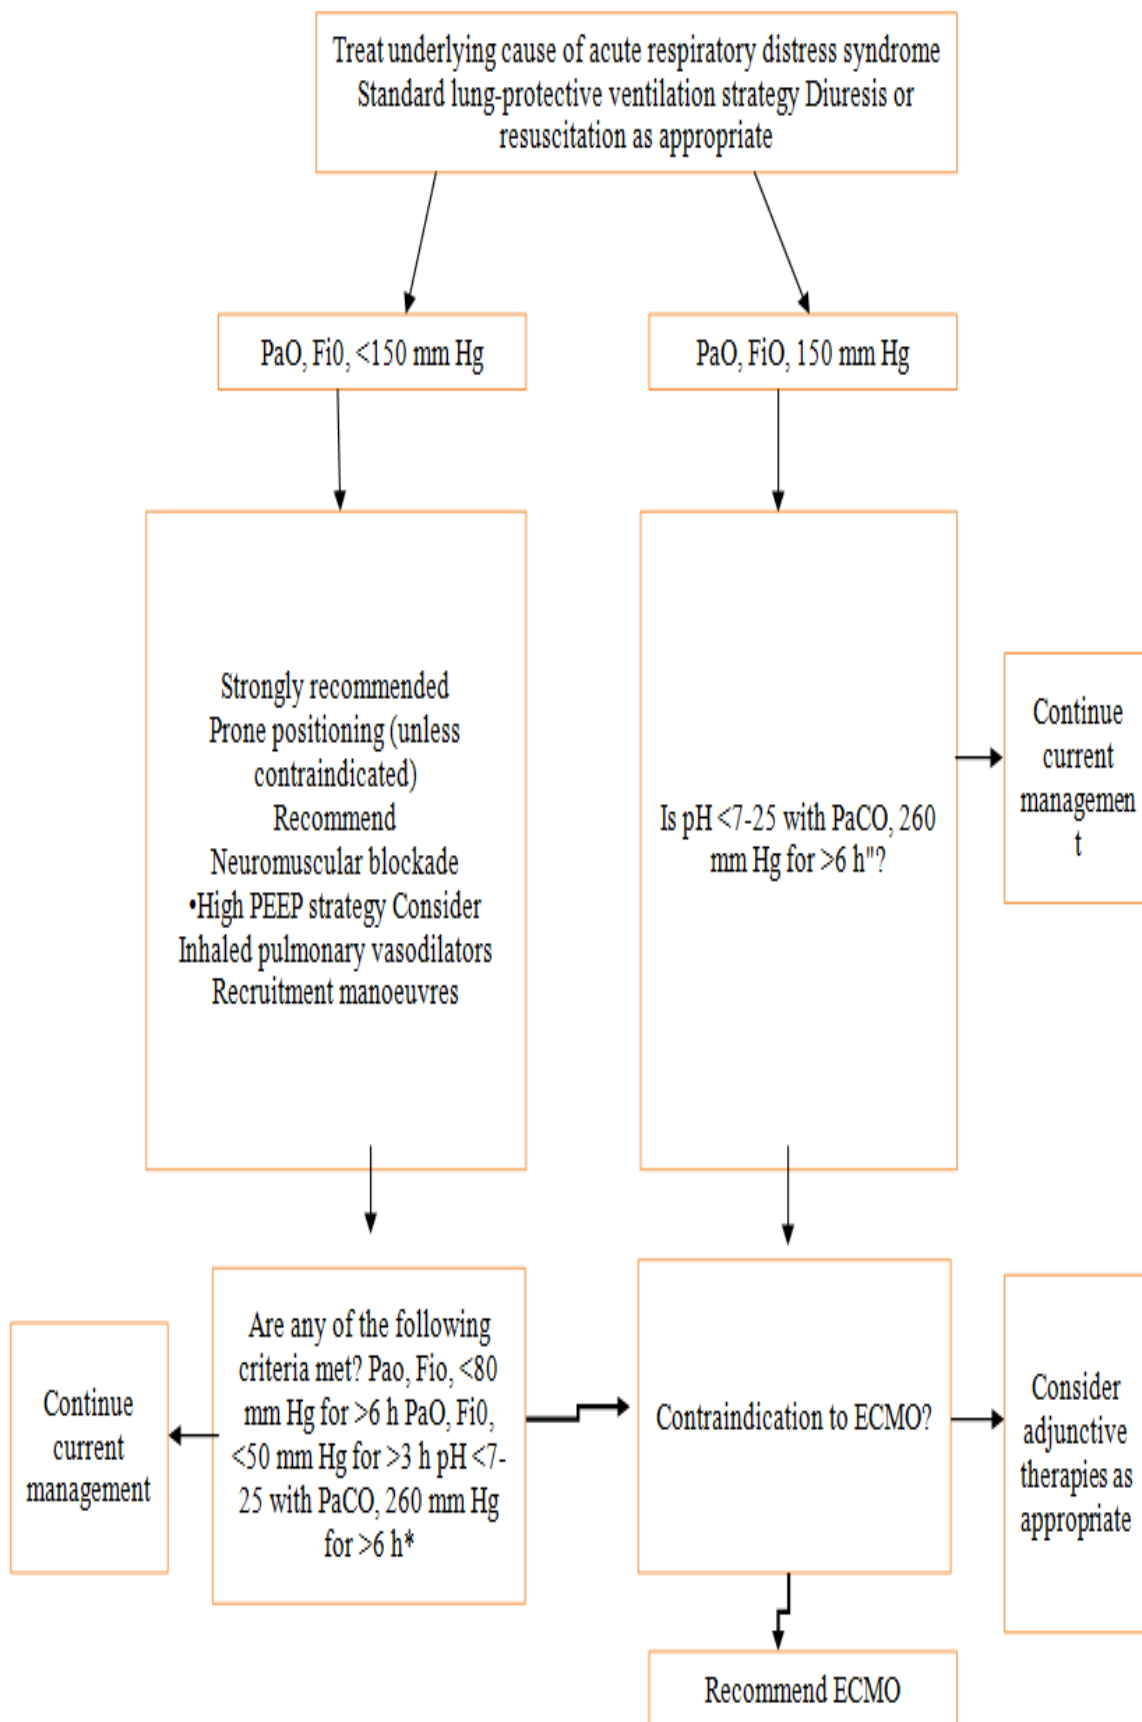 Treat underlying cause of acute respiratory distress syndrome
Standard lung-protective ventilation strategy Diuresis or
resuscitation as appropriate
PaO, Fi0, <150 mm Hg
PaO, FiO, 150 mm Hg
Strongly recommended
Prone positioning (unless
contraindicated)
Recommend
Neuromuscular blockade
•High PEEP strategy Consider
Inhaled pulmonary vasodilators
Recruitment manoeuvres
Is pH <7-25 with PaCO, 260
mm Hg for >6 h"?
Continue
current
managemen
t
Continue
current
management
Are any of the following
criteria met? Pao, Fio, <80
mm Hg for >6 h PaO, Fi0,
<50 mm Hg for >3 h pH <7-
25 with PaCO, 260 mm Hg
for >6 h*
Contraindication to ECMO?
Consider
adjunctive
therapies as
appropriate
Recommend ECMO